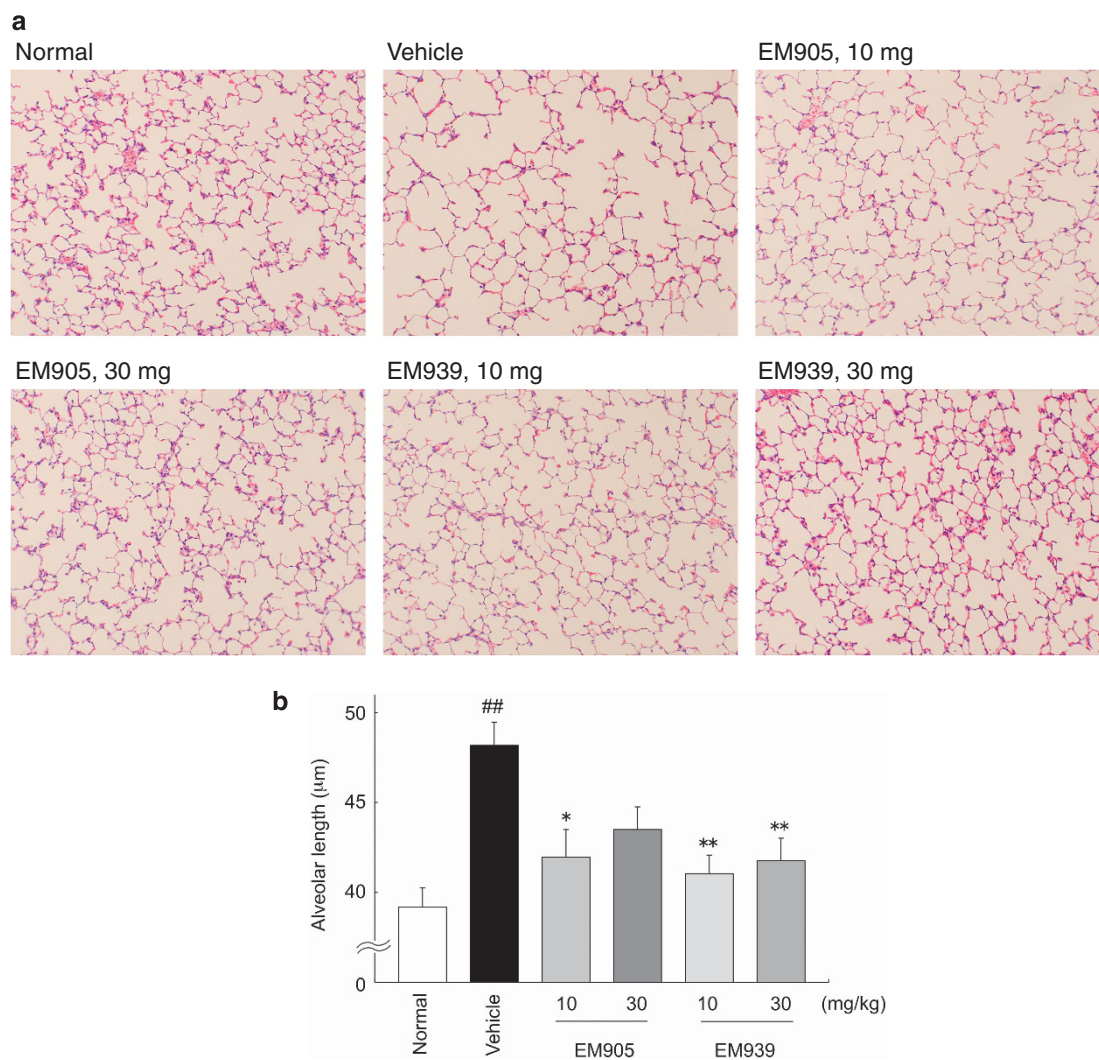 a
Normal
Vehicle
EM905, 10 mg
EM905, 30 mg
EM939, 10 mg
EM939, 30 mg
b
Alveolar length (μm)
50
45
40
0
##
*
**
**
Normal
Vehicle
10
30
10
30
(mg/kg)
EM905
EM939